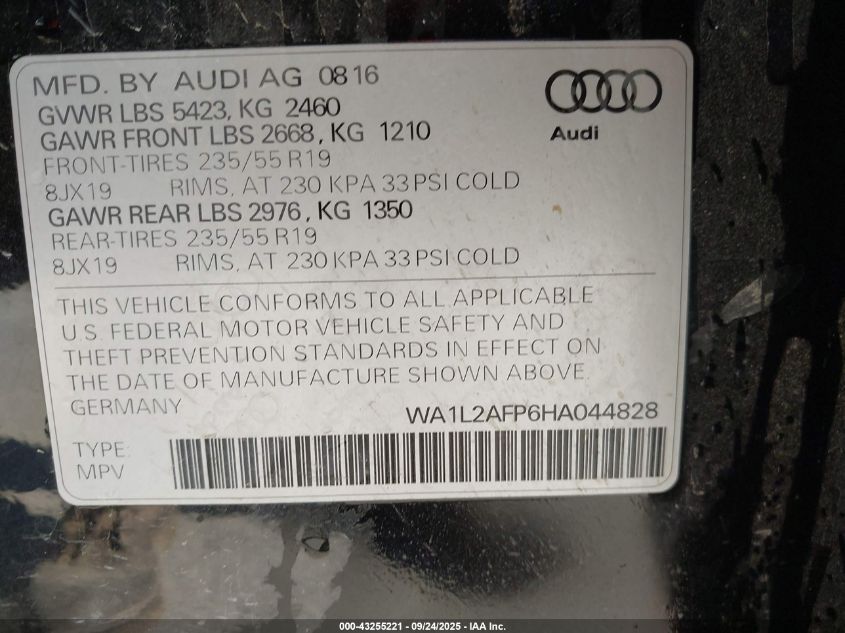 MFD. BY AUDI AG 0816
GVWR LBS 5423, KG 2460
GAWR FRONT LBS 2668, KG 1210
FRONT-TIRES 235/55 R19
8JX19 RIMS, AT 230 KPA 33 PSI COLD
GAWR REAR LBS 2976, KG 1350
REAR-TIRES 235/55 R19
8JX19 RIMS, AT 230 KPA 33 PSI COLD
Audi
THIS VEHICLE CONFORMS TO ALL APPLICABLE
U.S. FEDERAL MOTOR VEHICLE SAFETY AND
THEFT PREVENTION STANDARDS IN EFFECT ON
THE DATE OF MANUFACTURE SHOWN ABOVE.
GERMANY
WA1L2AFP6HA044828
TYPE:
MPV
000-43255221 - 09/24/2025 - IAA Inc.